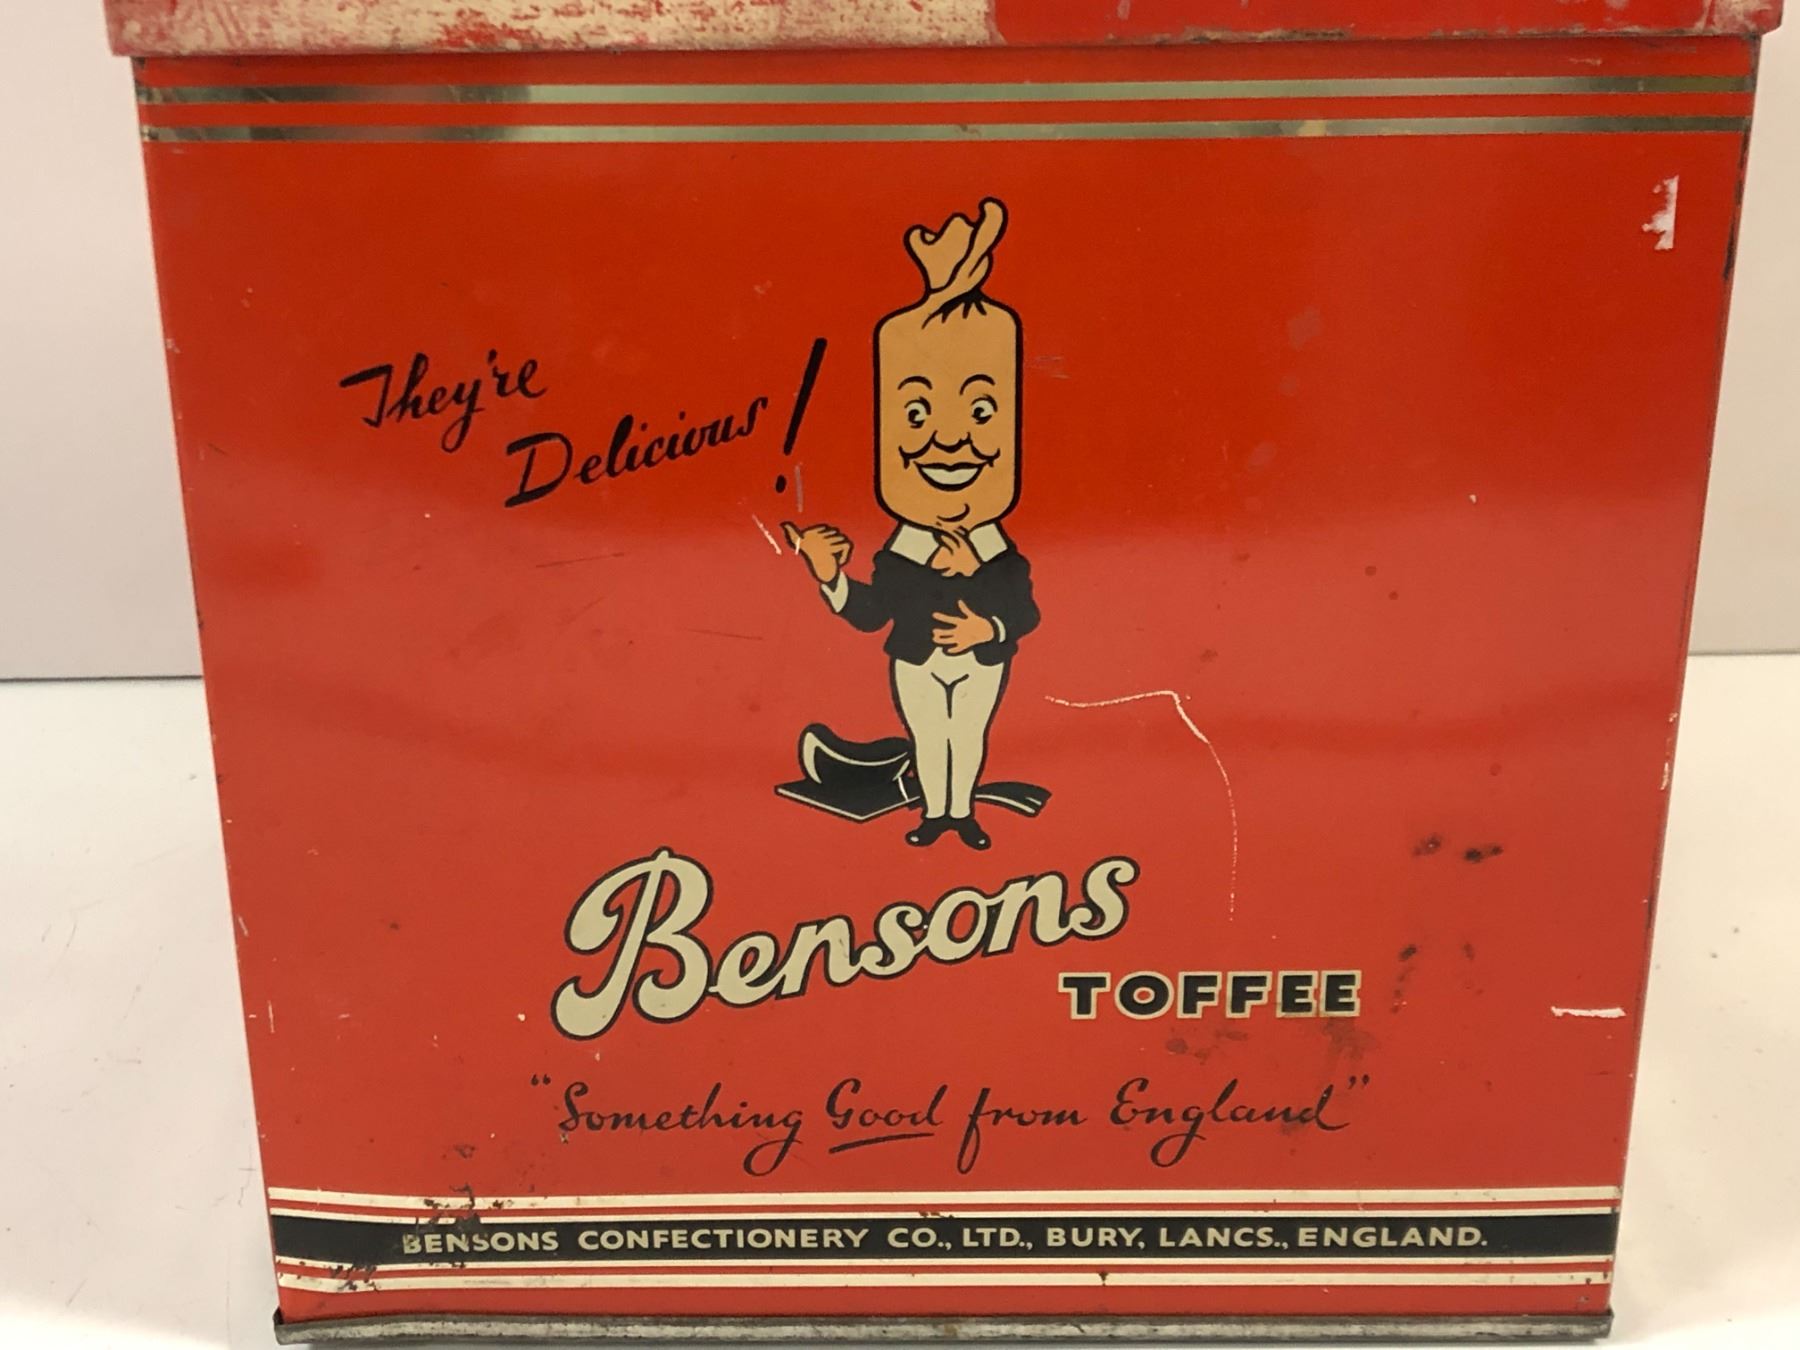 They're
Delicious!
Bensons
TOFFEE
"Something Good from England"
BENSONS CONFECTIONERY CO., LTD., BURY, LANCS., ENGLAND.